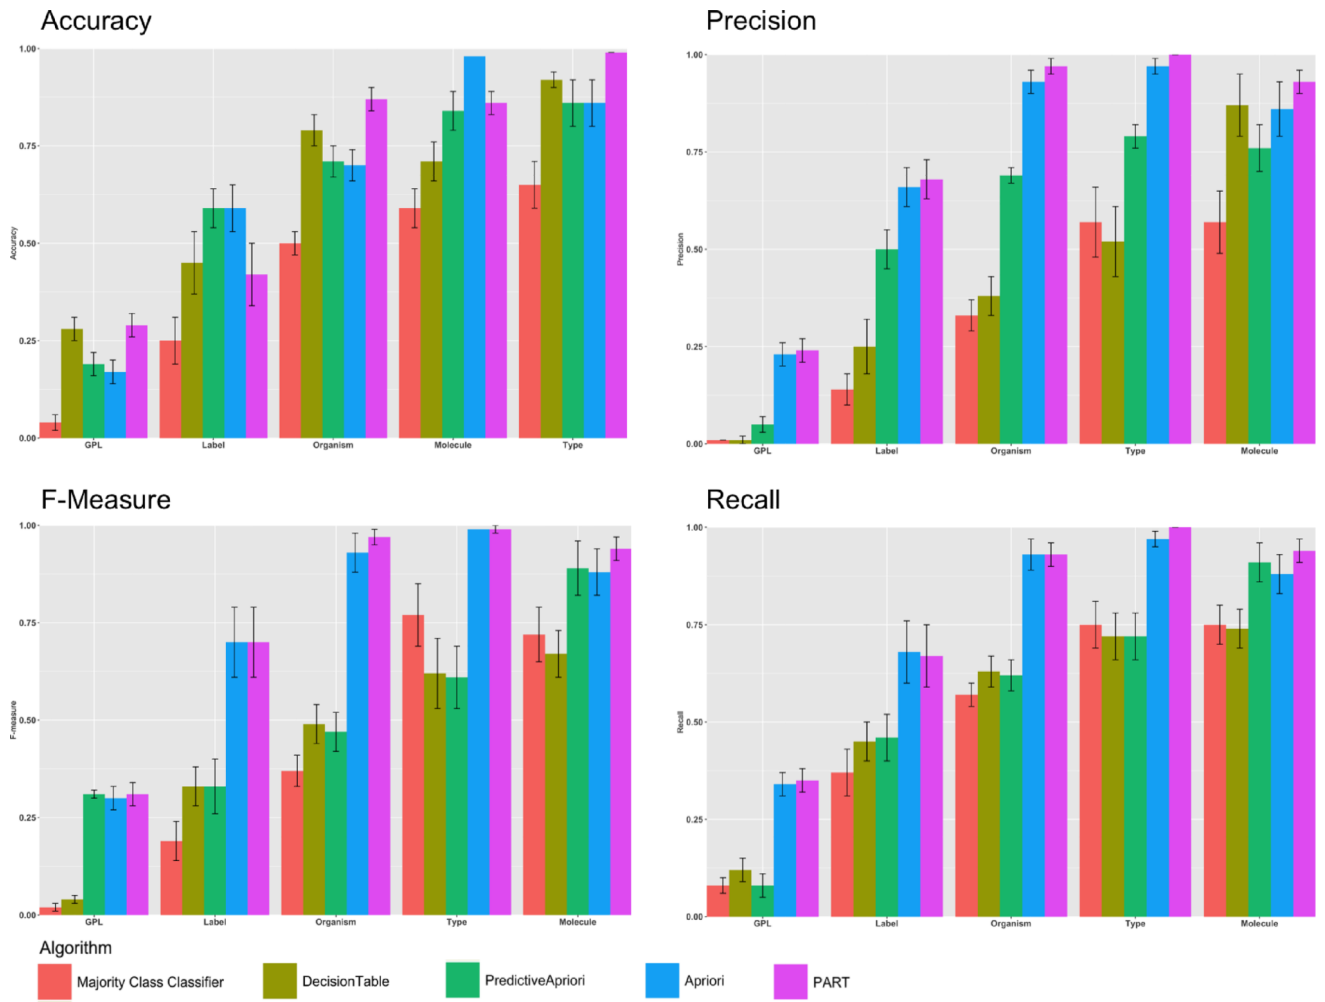 Accuracy
1.00
0.75
0.50
0.25
0.00
Accuracy
GPL Label Organism Molecule Type
Precision
1.00
0.75
0.50
0.25
0.00
Precision
GPL Label Organism Type Molecule
F-Measure
1.00
0.75
0.50
0.25
0.00
F-measure
GPL Label Organism Type Molecule
Recall
1.00
0.75
0.50
0.25
0.00
Recall
GPL Label Organism Type Molecule
Algorithm
Majority Class Classifier DecisionTable PredictiveApriori Apriori PART